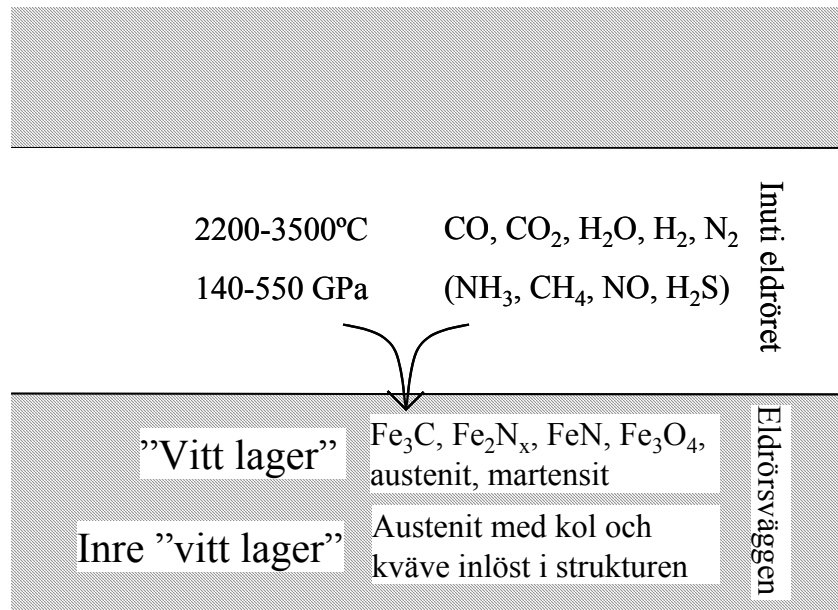 2200-3500ºC
CO, CO₂, H₂O, H₂, N₂
140-550 GPa
(NH₃, CH₄, NO, H₂S)
Inuti eldröret
”Vitt lager”
Fe₃C, Fe₂Nₓ, FeN, Fe₃O₄,
austenit, martensit
Inre ”vitt lager”
Austenit med kol och
kväve inlöst i strukturen
Eldrörsväggen